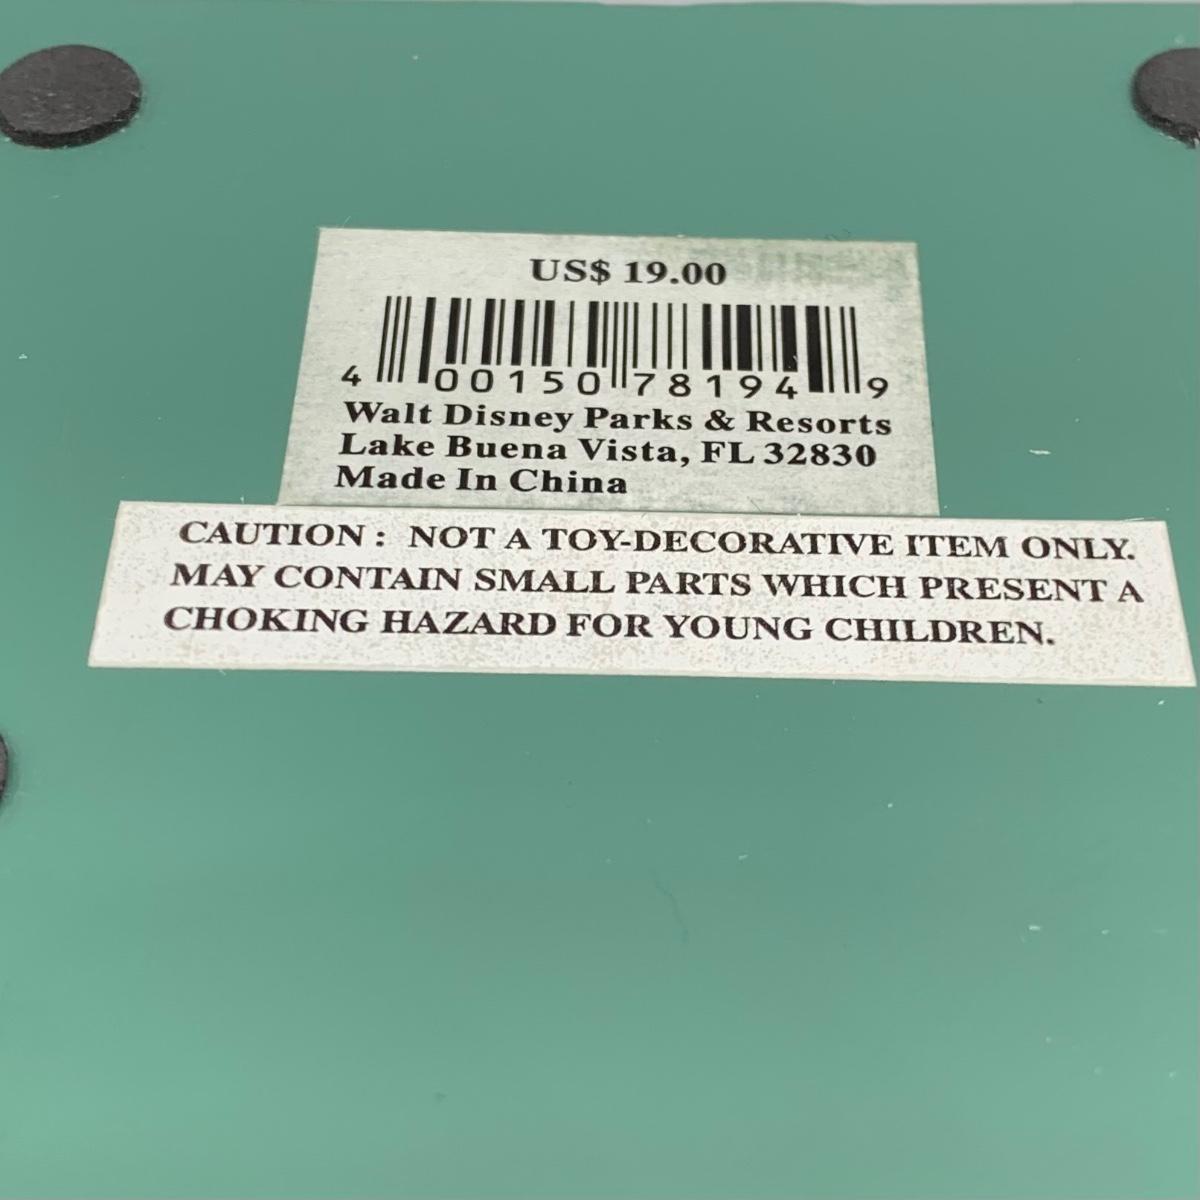 US$ 19.00
4 00150 78194 9
Walt Disney Parks & Resorts
Lake Buena Vista, FL 32830
Made In China
CAUTION : NOT A TOY-DECORATIVE ITEM ONLY.
MAY CONTAIN SMALL PARTS WHICH PRESENT A
CHOKING HAZARD FOR YOUNG CHILDREN.